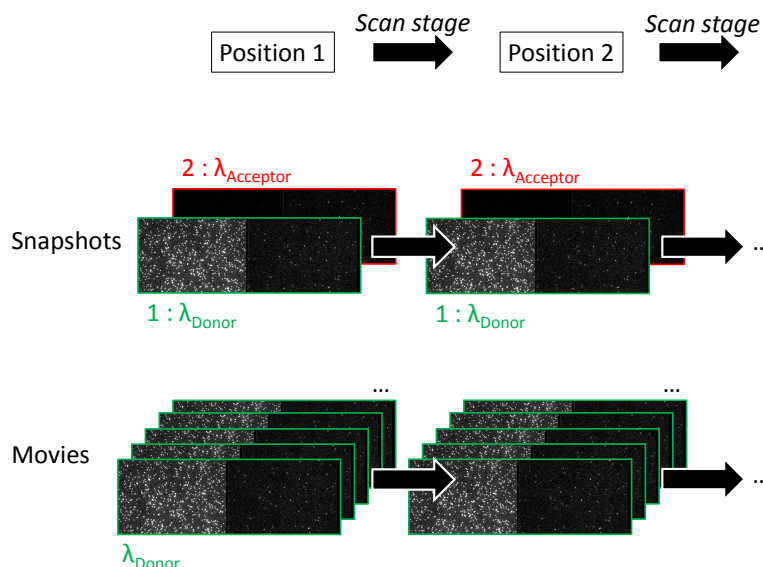 Scan stage
Scan stage
Position 1
Position 2
2 : λAcceptor
2 : λAcceptor
Snapshots
..
1 : λDonor
1 : λDonor
...
...
Movies
..
λDonor